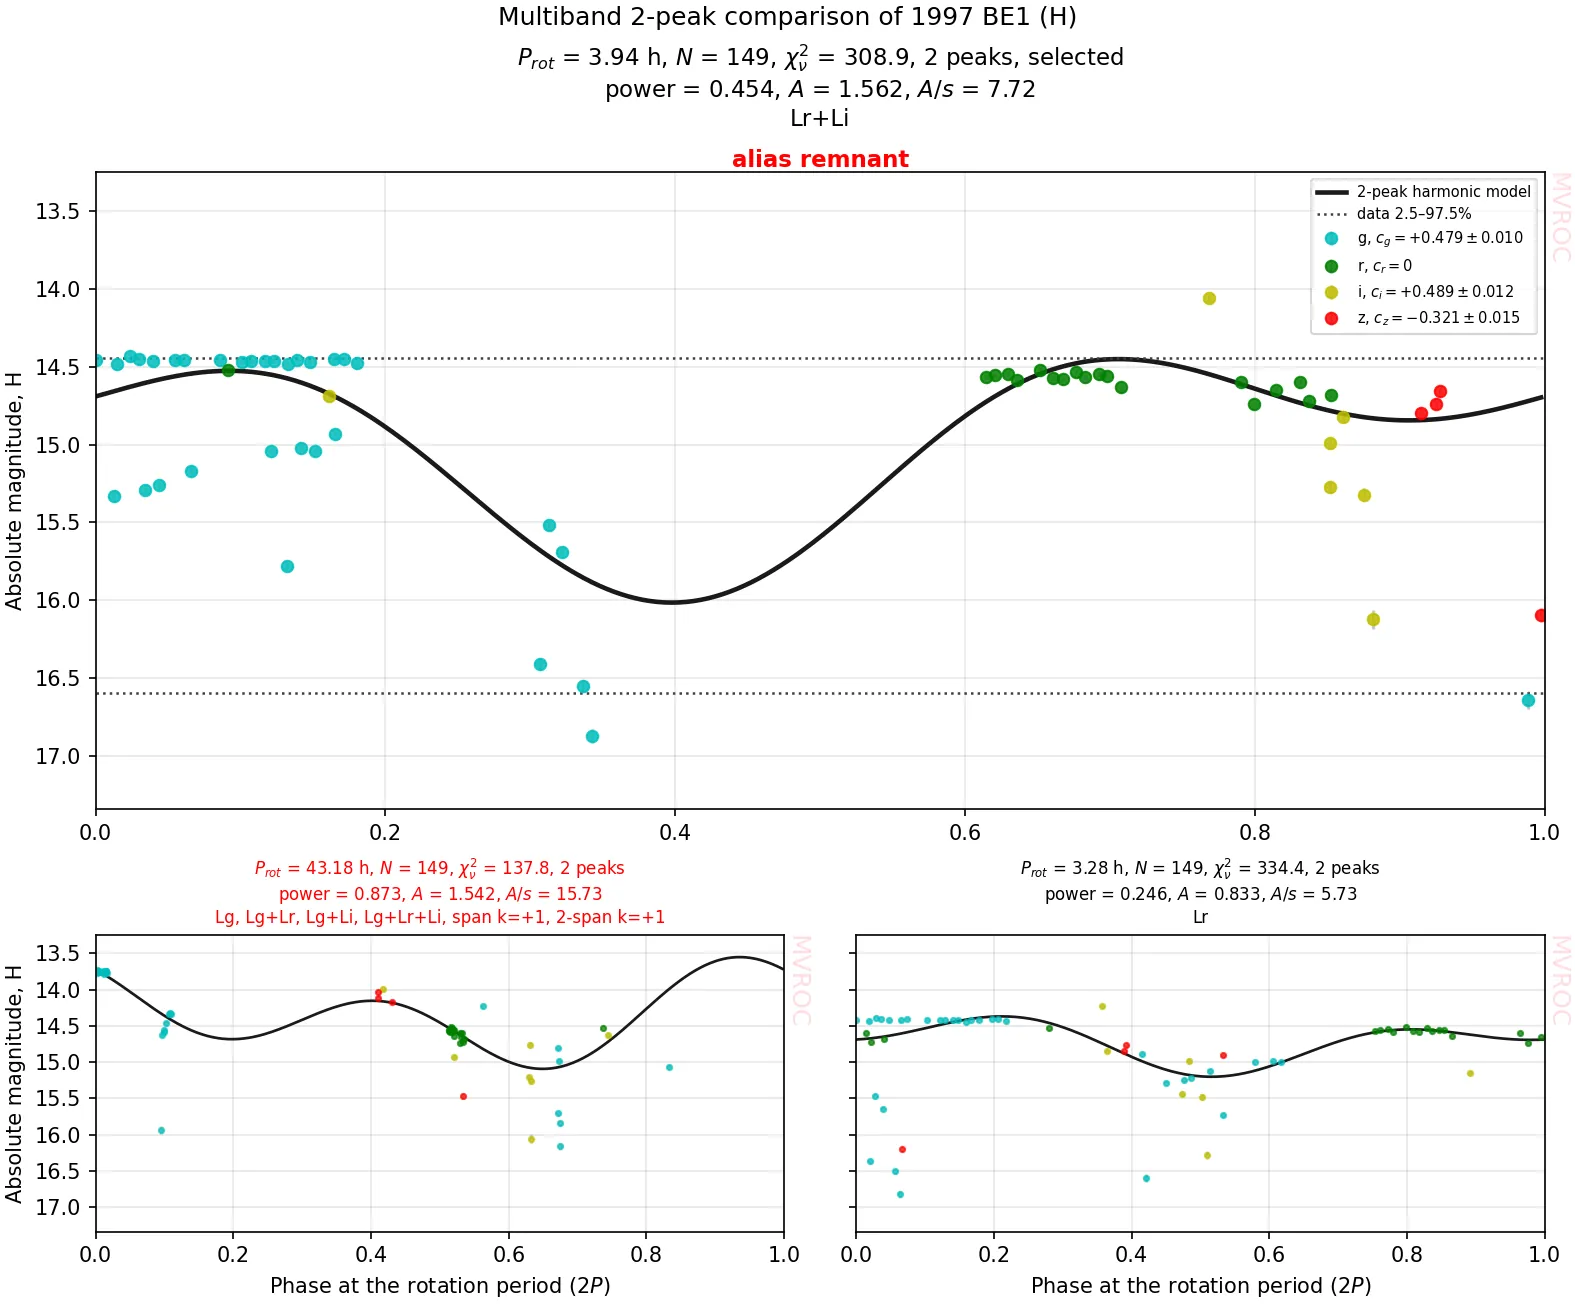 Multiband 2-peak comparison of 1997 BE1 (H)
P_rot = 3.94 h, N = 149, χ²_ν = 308.9, 2 peaks, selected
power = 0.454, A = 1.562, A/s = 7.72
Lr+Li
alias remnant
2-peak harmonic model
data 2.5–97.5%
g, c_g = +0.479 ± 0.010
r, c_r = 0
i, c_i = +0.489 ± 0.012
z, c_z = −0.321 ± 0.015
MVROC
Absolute magnitude, H
13.5
14.0
14.5
15.0
15.5
16.0
16.5
17.0
0.0 0.2 0.4 0.6 0.8 1.0
P_rot = 43.18 h, N = 149, χ²_ν = 137.8, 2 peaks
power = 0.873, A = 1.542, A/s = 15.73
Lg, Lg+Lr, Lg+Li, Lg+Lr+Li, span k=+1, 2-span k=+1
MVROC
Absolute magnitude, H
13.5
14.0
14.5
15.0
15.5
16.0
16.5
17.0
0.0 0.2 0.4 0.6 0.8 1.0
Phase at the rotation period (2P)
P_rot = 3.28 h, N = 149, χ²_ν = 334.4, 2 peaks
power = 0.246, A = 0.833, A/s = 5.73
Lr
MVROC
0.0 0.2 0.4 0.6 0.8 1.0
Phase at the rotation period (2P)